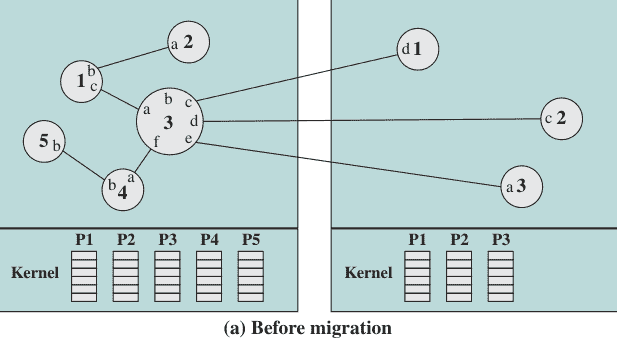 a 2
d 1
1 b
c
a b c
3 d
f e
c 2
5 b
b a
4
a 3
P1 P2 P3 P4 P5
P1 P2 P3
Kernel
Kernel
(a) Before migration